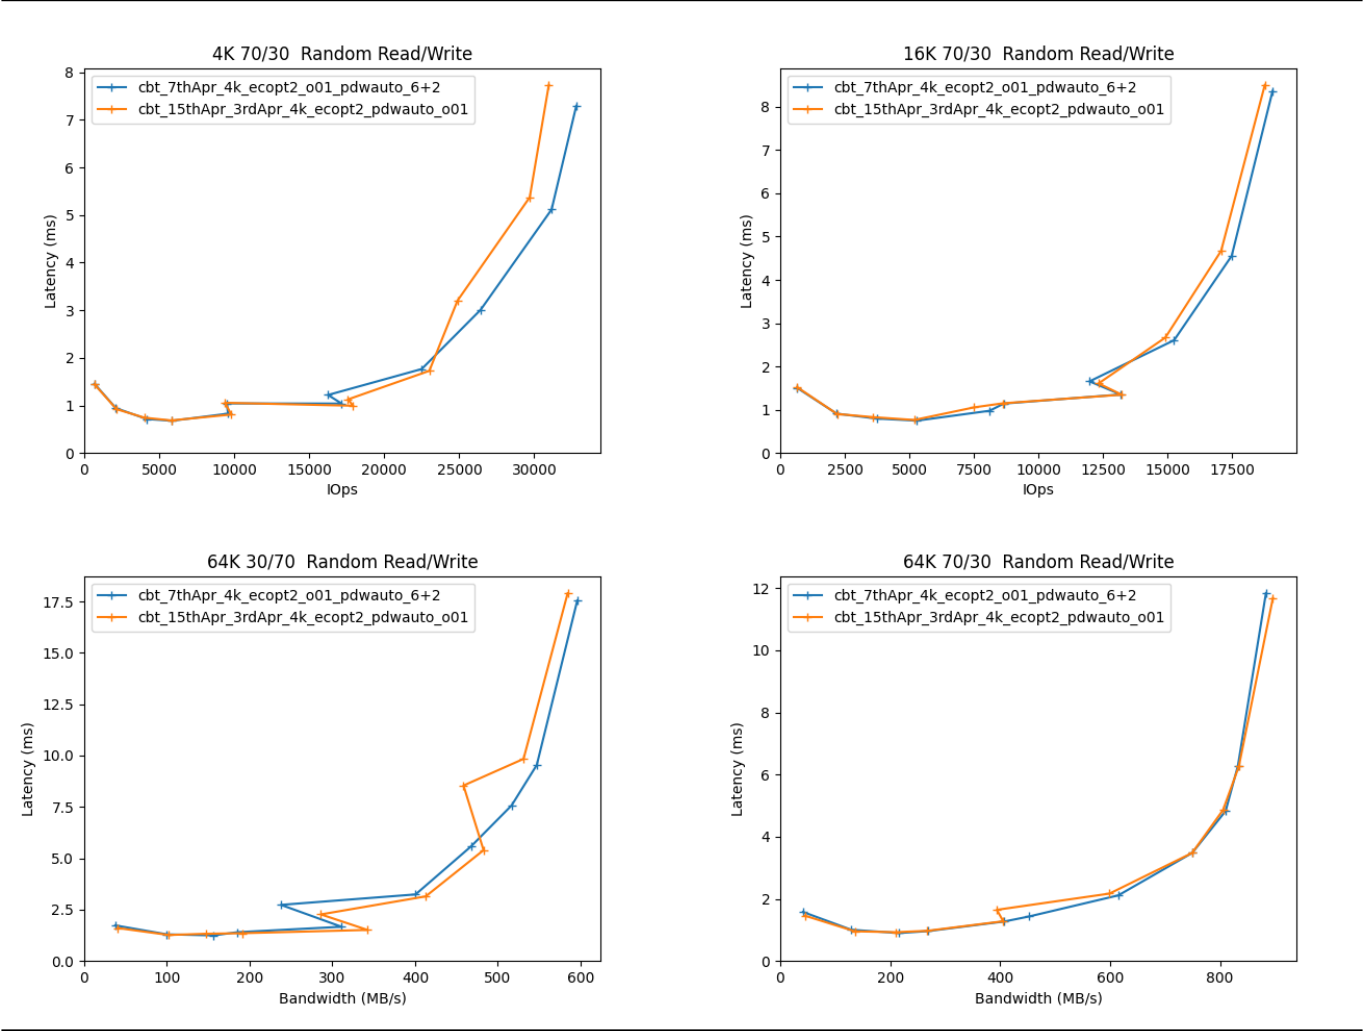 4K 70/30  Random Read/Write
cbt_7thApr_4k_ecopt2_o01_pdwauto_6+2
cbt_15thApr_3rdApr_4k_ecopt2_pdwauto_o01
8
7
6
5
4
3
2
1
0
Latency (ms)
0 5000 10000 15000 20000 25000 30000
IOps
16K 70/30  Random Read/Write
cbt_7thApr_4k_ecopt2_o01_pdwauto_6+2
cbt_15thApr_3rdApr_4k_ecopt2_pdwauto_o01
8
7
6
5
4
3
2
1
0
Latency (ms)
0 2500 5000 7500 10000 12500 15000 17500
IOps
64K 30/70  Random Read/Write
cbt_7thApr_4k_ecopt2_o01_pdwauto_6+2
cbt_15thApr_3rdApr_4k_ecopt2_pdwauto_o01
17.5
15.0
12.5
10.0
7.5
5.0
2.5
0.0
Latency (ms)
0 100 200 300 400 500 600
Bandwidth (MB/s)
64K 70/30  Random Read/Write
cbt_7thApr_4k_ecopt2_o01_pdwauto_6+2
cbt_15thApr_3rdApr_4k_ecopt2_pdwauto_o01
12
10
8
6
4
2
0
Latency (ms)
0 200 400 600 800
Bandwidth (MB/s)